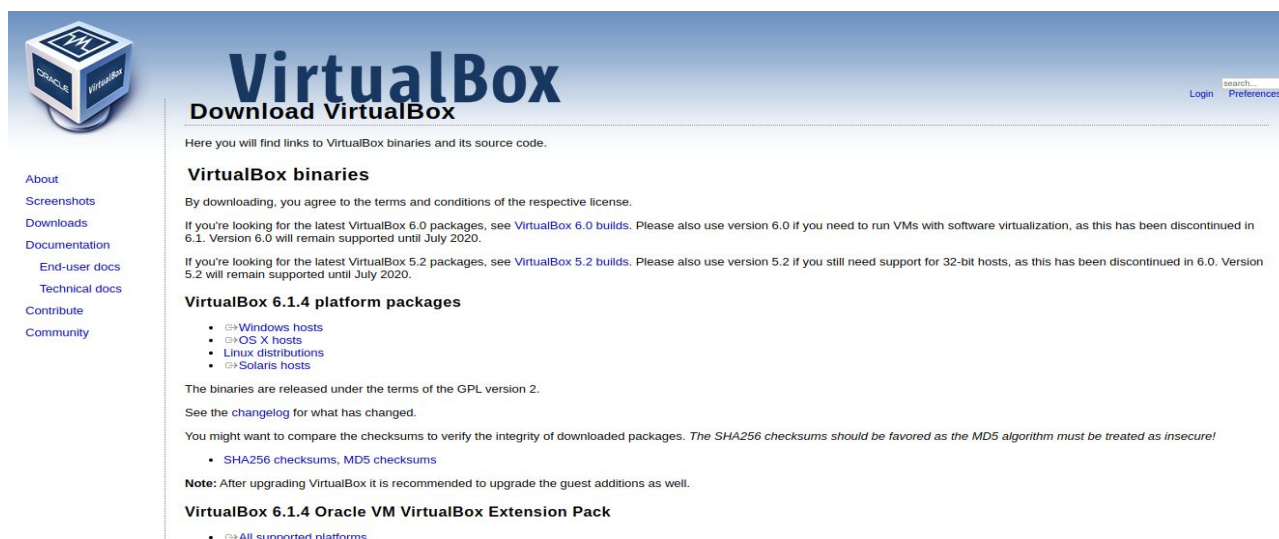 ORACLE
VirtualBox
VirtualBox
search...
Login Preferences
Download VirtualBox
Here you will find links to VirtualBox binaries and its source code.
About
Screenshots
Downloads
Documentation
End-user docs
Technical docs
Contribute
Community
VirtualBox binaries
By downloading, you agree to the terms and conditions of the respective license.
If you're looking for the latest VirtualBox 6.0 packages, see VirtualBox 6.0 builds. Please also use version 6.0 if you need to run VMs with software virtualization, as this has been discontinued in
6.1. Version 6.0 will remain supported until July 2020.
If you're looking for the latest VirtualBox 5.2 packages, see VirtualBox 5.2 builds. Please also use version 5.2 if you still need support for 32-bit hosts, as this has been discontinued in 6.0. Version
5.2 will remain supported until July 2020.
VirtualBox 6.1.4 platform packages
• Windows hosts
• OS X hosts
• Linux distributions
• Solaris hosts
The binaries are released under the terms of the GPL version 2.
See the changelog for what has changed.
You might want to compare the checksums to verify the integrity of downloaded packages. The SHA256 checksums should be favored as the MD5 algorithm must be treated as insecure!
• SHA256 checksums, MD5 checksums
Note: After upgrading VirtualBox it is recommended to upgrade the guest additions as well.
VirtualBox 6.1.4 Oracle VM VirtualBox Extension Pack
• All supported platforms